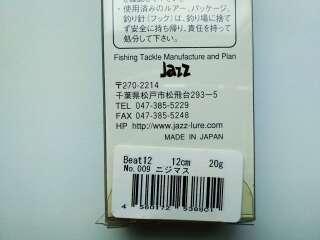 ・使用済みのルアー、パッケージ、
釣り針(フック)は、釣り場に捨て
ず安全に持ち帰り、責任を持って
処分して下さい。
Fishing Tackle Manufacture and Plan
Jazz
〒270-2214
千葉県松戸市松飛台293-5
TEL 047-385-5229
FAX 047-385-5248
HP http://www.jazz-lure.com
MADE IN JAPAN
Beat12 12cm 20g
No.009 ニジマス
4 560172 538801